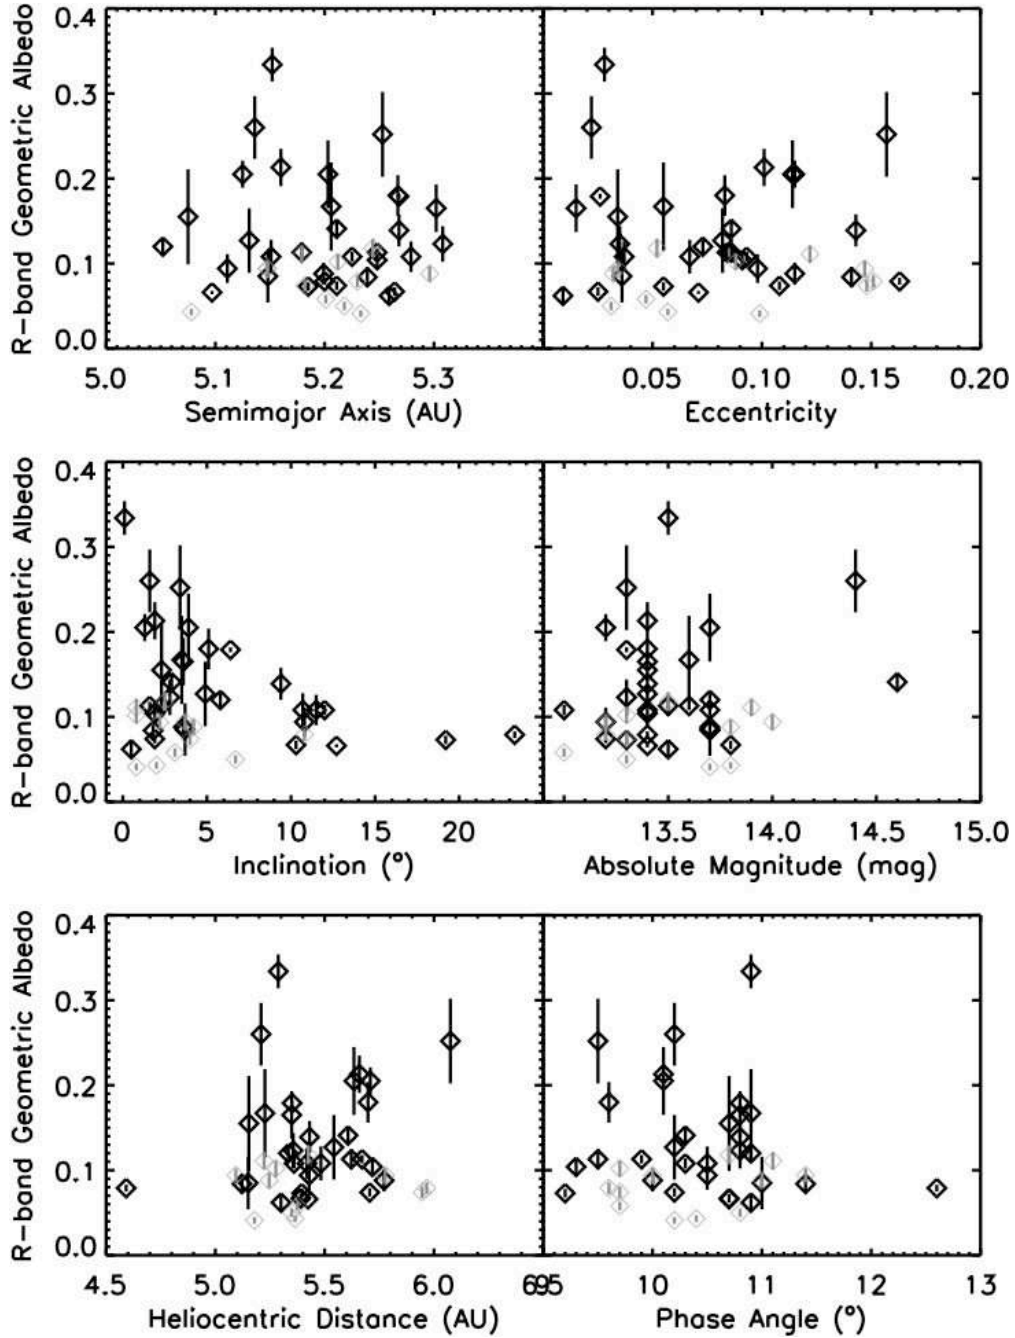 0.4
0.3
0.2
0.1
0.0
R-band Geometric Albedo
5.0 5.1 5.2 5.3
Semimajor Axis (AU)
0.05 0.10 0.15 0.20
Eccentricity
0.4
0.3
0.2
0.1
0.0
R-band Geometric Albedo
0 5 10 15 20
Inclination (°)
13.5 14.0 14.5 15.0
Absolute Magnitude (mag)
0.4
0.3
0.2
0.1
0.0
R-band Geometric Albedo
4.5 5.0 5.5 6.0
Heliocentric Distance (AU)
10 11 12 13
Phase Angle (°)